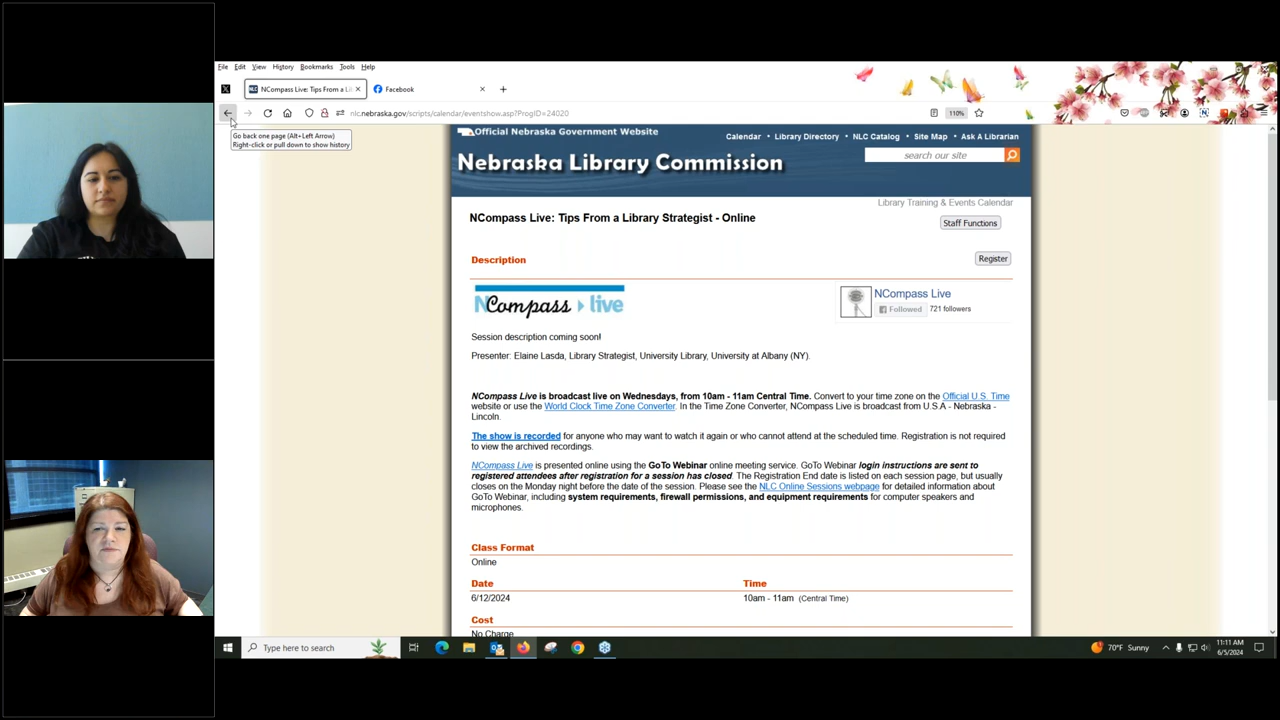 File Edit View History Bookmarks Tools Help
NCompass Live: Tips From a Li
Facebook
nlc.nebraska.gov/scripts/calendar/eventshow.asp?ProgID=24020
110%
Go back one page (Alt+Left Arrow)
Right-click or pull down to show history
Official Nebraska Government Website
Calendar • Library Directory • NLC Catalog • Site Map • Ask A Librarian
Nebraska Library Commission
search our site
Library Training & Events Calendar
NCompass Live: Tips From a Library Strategist - Online
Staff Functions
Description
Register
NCompass live
NCompass Live
Followed 721 followers
Session description coming soon!
Presenter: Elaine Lasda, Library Strategist, University Library, University at Albany (NY).
NCompass Live is broadcast live on Wednesdays, from 10am - 11am Central Time. Convert to your time zone on the Official U.S. Time
website or use the World Clock Time Zone Converter. In the Time Zone Converter, NCompass Live is broadcast from U.S.A - Nebraska -
Lincoln.
The show is recorded for anyone who may want to watch it again or who cannot attend at the scheduled time. Registration is not required
to view the archived recordings.
NCompass Live is presented online using the GoTo Webinar online meeting service. GoTo Webinar login instructions are sent to
registered attendees after registration for a session has closed. The Registration End date is listed on each session page, but usually
closes on the Monday night before the date of the session. Please see the NLC Online Sessions webpage for detailed information about
GoTo Webinar, including system requirements, firewall permissions, and equipment requirements for computer speakers and
microphones.
Class Format
Online
Date
Time
6/12/2024
10am - 11am (Central Time)
Cost
No Charge
Type here to search
70°F Sunny
11:11 AM
6/5/2024